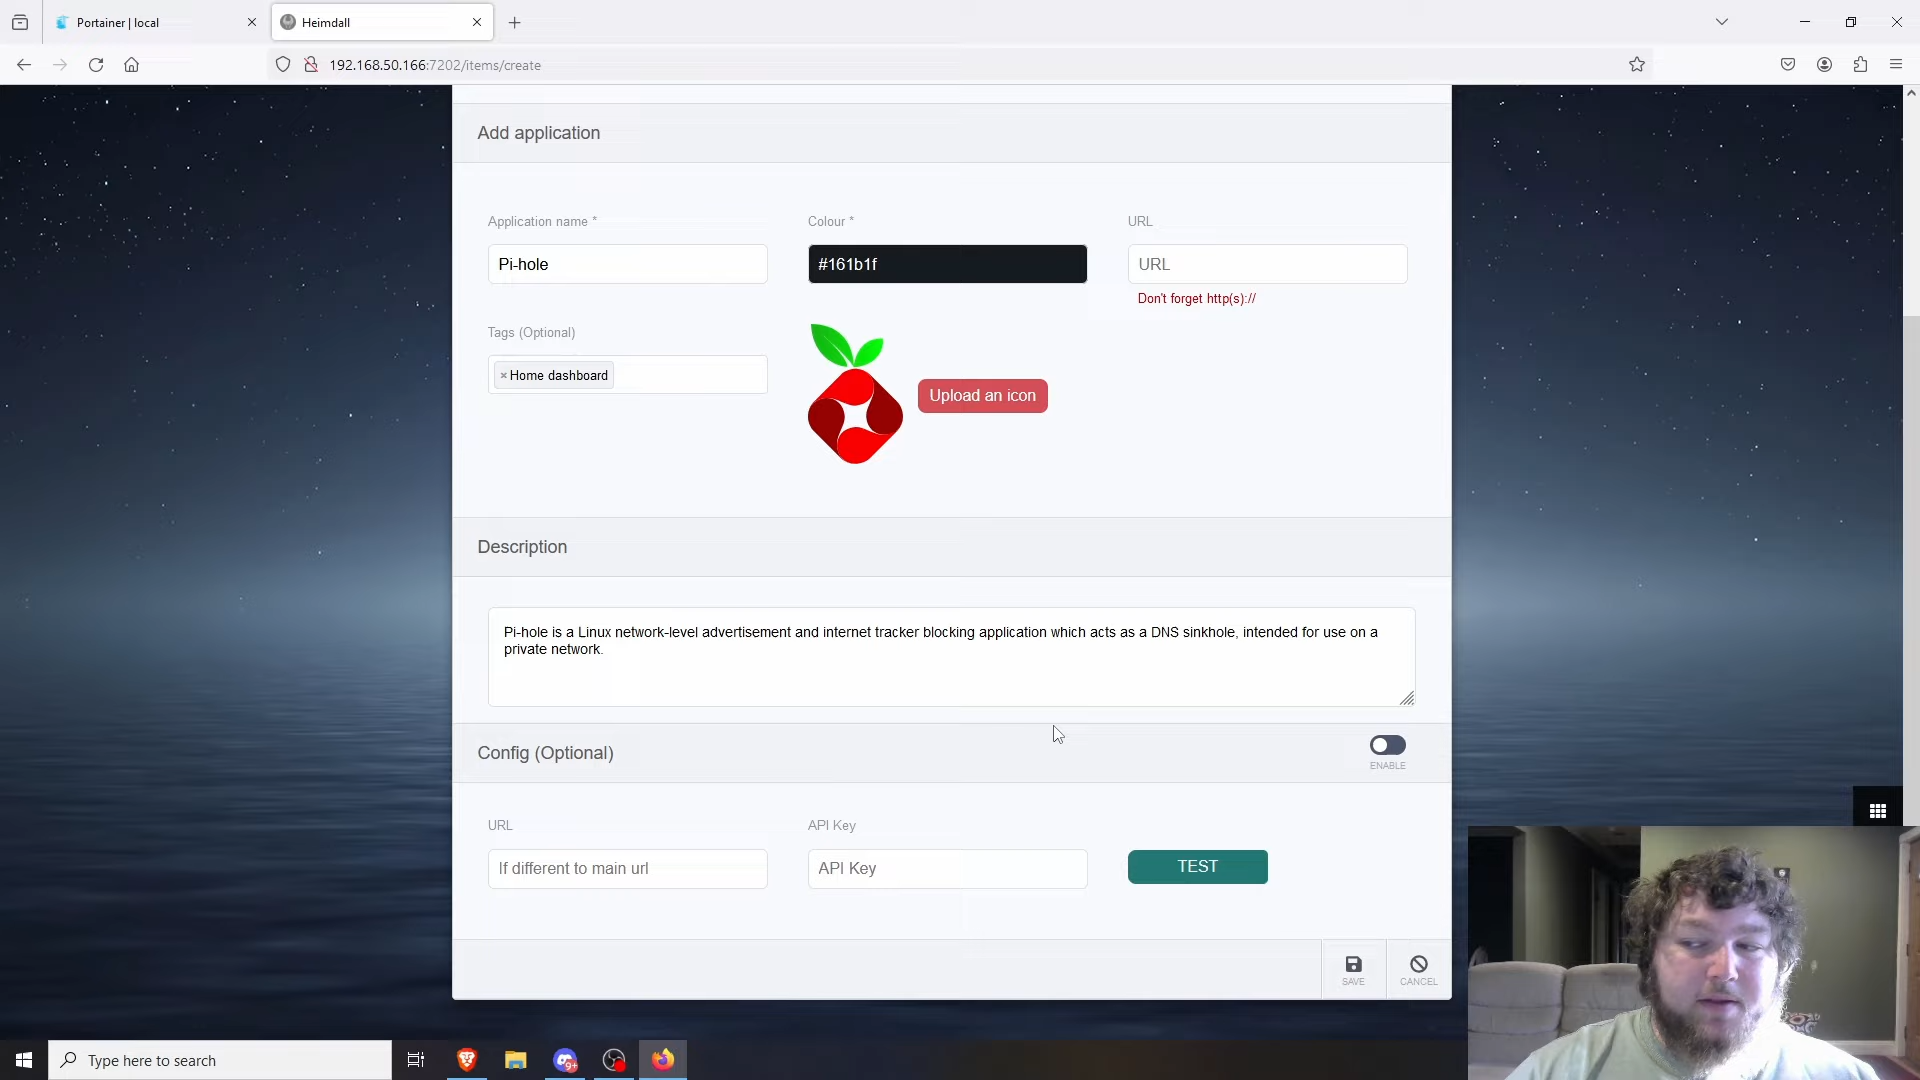 Portainer | local
Heimdall
192.168.50.166:7202/items/create
Add application
Application name *
Colour *
URL
Pi-hole
#161b1f
URL
Don't forget http(s)://
Tags (Optional)
× Home dashboard
Upload an icon
Description
Pi-hole is a Linux network-level advertisement and internet tracker blocking application which acts as a DNS sinkhole, intended for use on a
private network.
Config (Optional)
ENABLE
URL
API Key
If different to main url
API Key
TEST
SAVE
CANCEL
Type here to search
9+